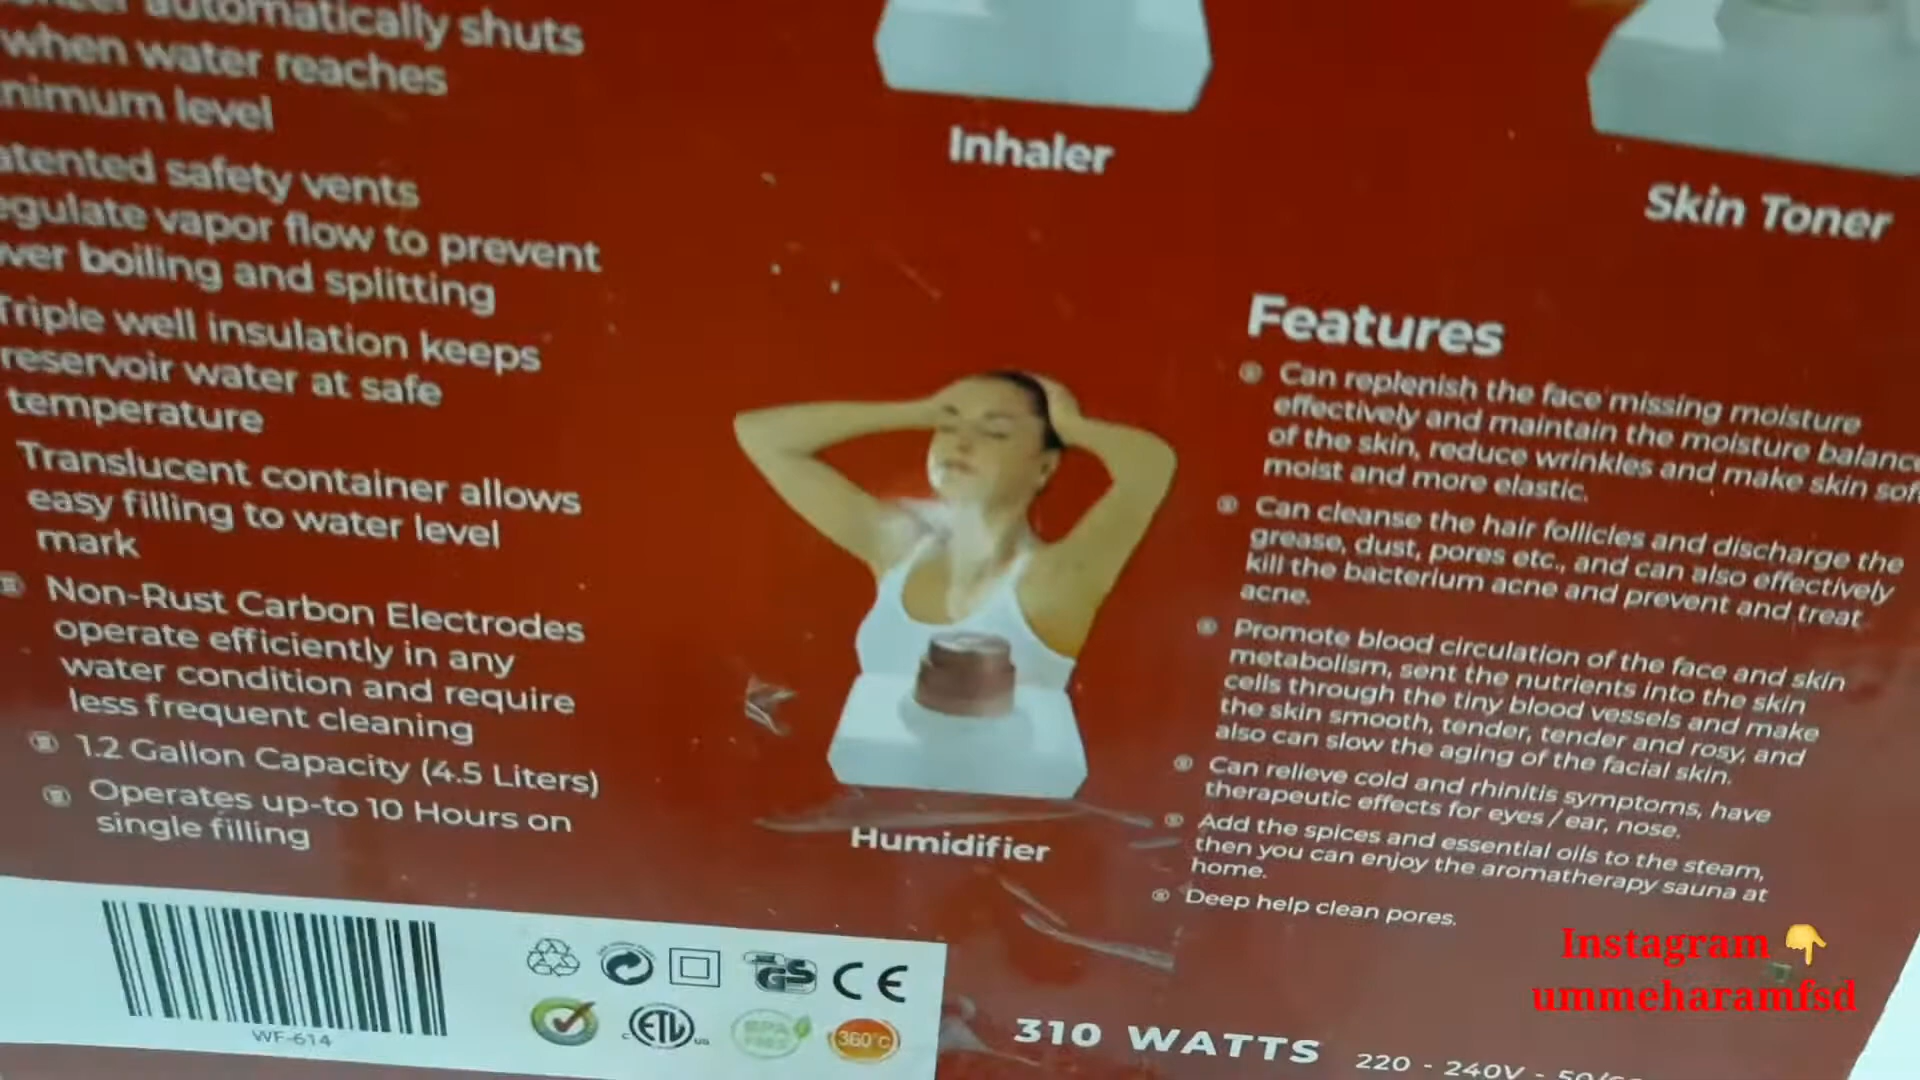 automatically shuts
when water reaches
level
safety vents
vapor flow to prevent
boiling and splitting
Triple well insulation keeps
reservoir water at safe
temperature
Translucent container allows
easy filling to water level
mark
Non-Rust Carbon Electrodes
operate efficiently in any
water condition and require
less frequent cleaning
1.2 Gallon Capacity (4.5 Liters)
Operates up-to 10 Hours on
single filling
WF-614
GS CE
c ETL us
BPA FREE
360°C
Inhaler
Skin Toner
Humidifier
Features
Can replenish the face missing moisture
effectively and maintain the moisture balance
of the skin, reduce wrinkles and make skin soft
moist and more elastic.
Can cleanse the hair follicles and discharge the
grease, dust, pores etc., and can also effectively
kill the bacterium acne and prevent and treat
acne.
Promote blood circulation of the face and skin
metabolism, sent the nutrients into the skin
cells through the tiny blood vessels and make
the skin smooth, tender, tender and rosy, and
also can slow the aging of the facial skin.
Can relieve cold and rhinitis symptoms, have
therapeutic effects for eyes / ear, nose.
Add the spices and essential oils to the steam,
then you can enjoy the aromatherapy sauna at
home.
Deep help clean pores.
310 WATTS 220 - 240V -
Instagram 👇
ummeharamfsd